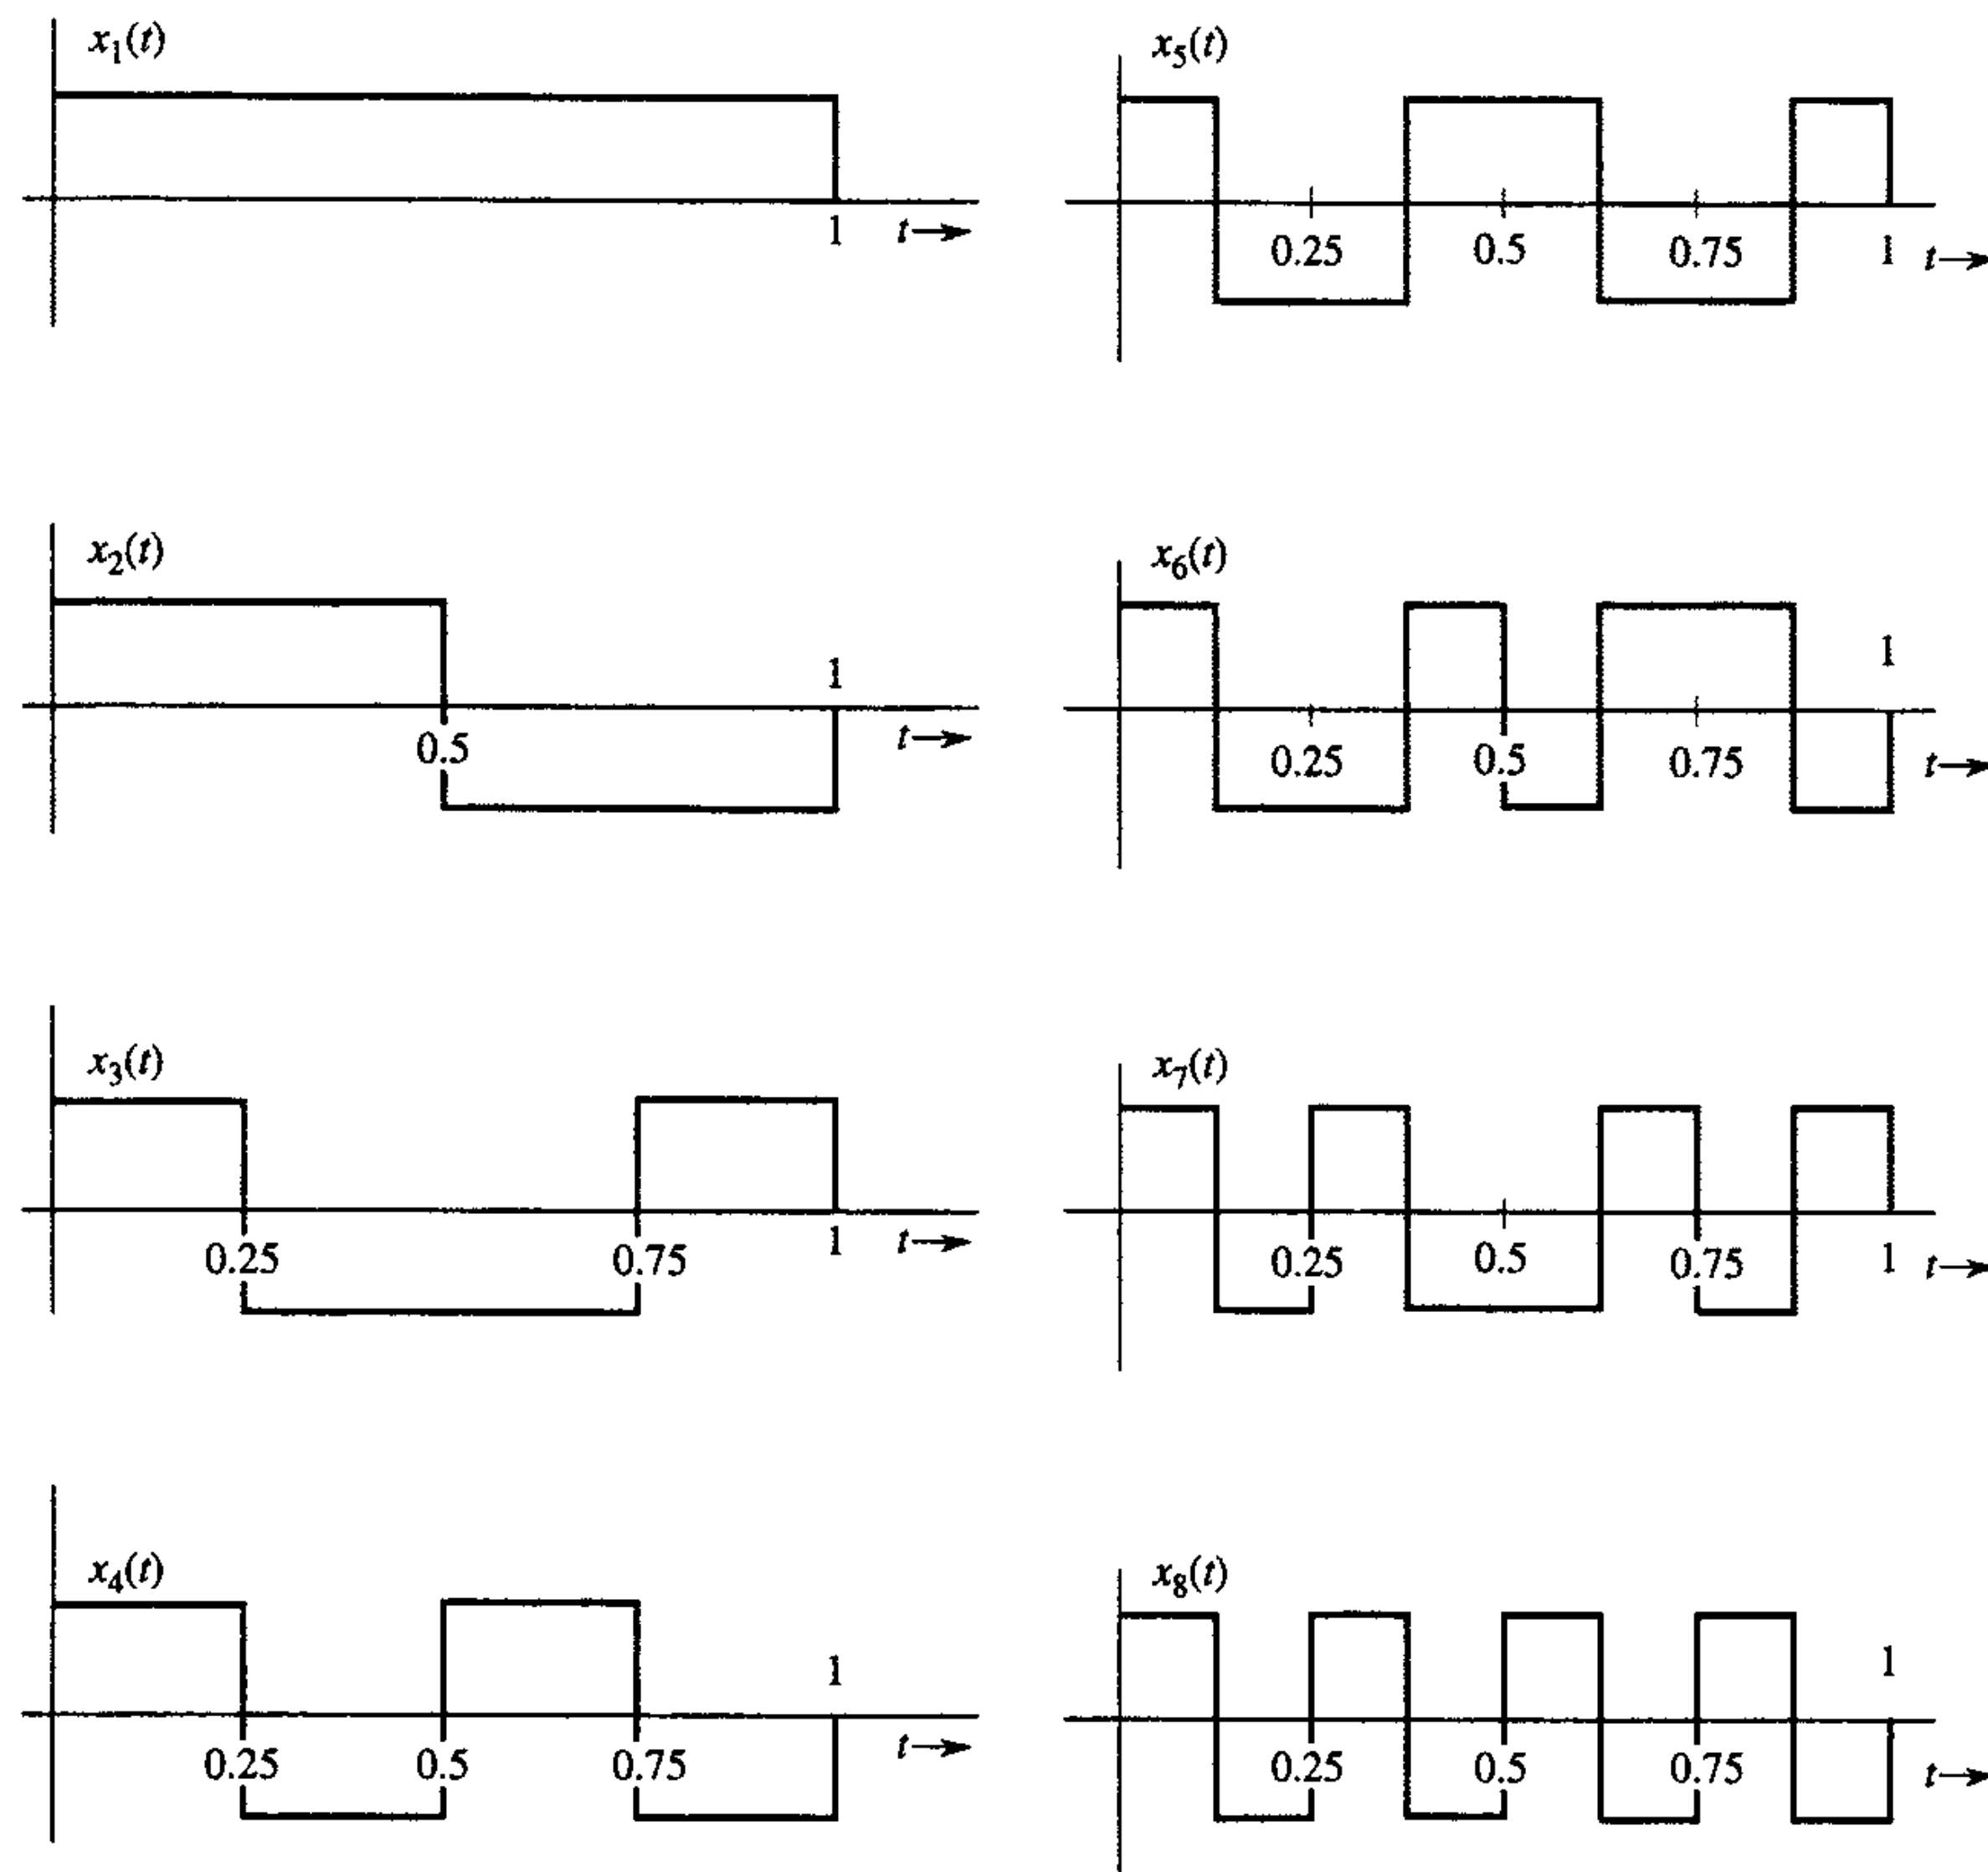 x₁(t)
1 t
x₂(t)
1
0.5 t
x₃(t)
0.25 0.75 1 t
x₄(t)
1
0.25 0.5 0.75 t
x₅(t)
0.25 0.5 0.75 1 t
x₆(t)
1
0.25 0.5 0.75 t
x₇(t)
0.25 0.5 0.75 1 t
x₈(t)
1
0.25 0.5 0.75 t